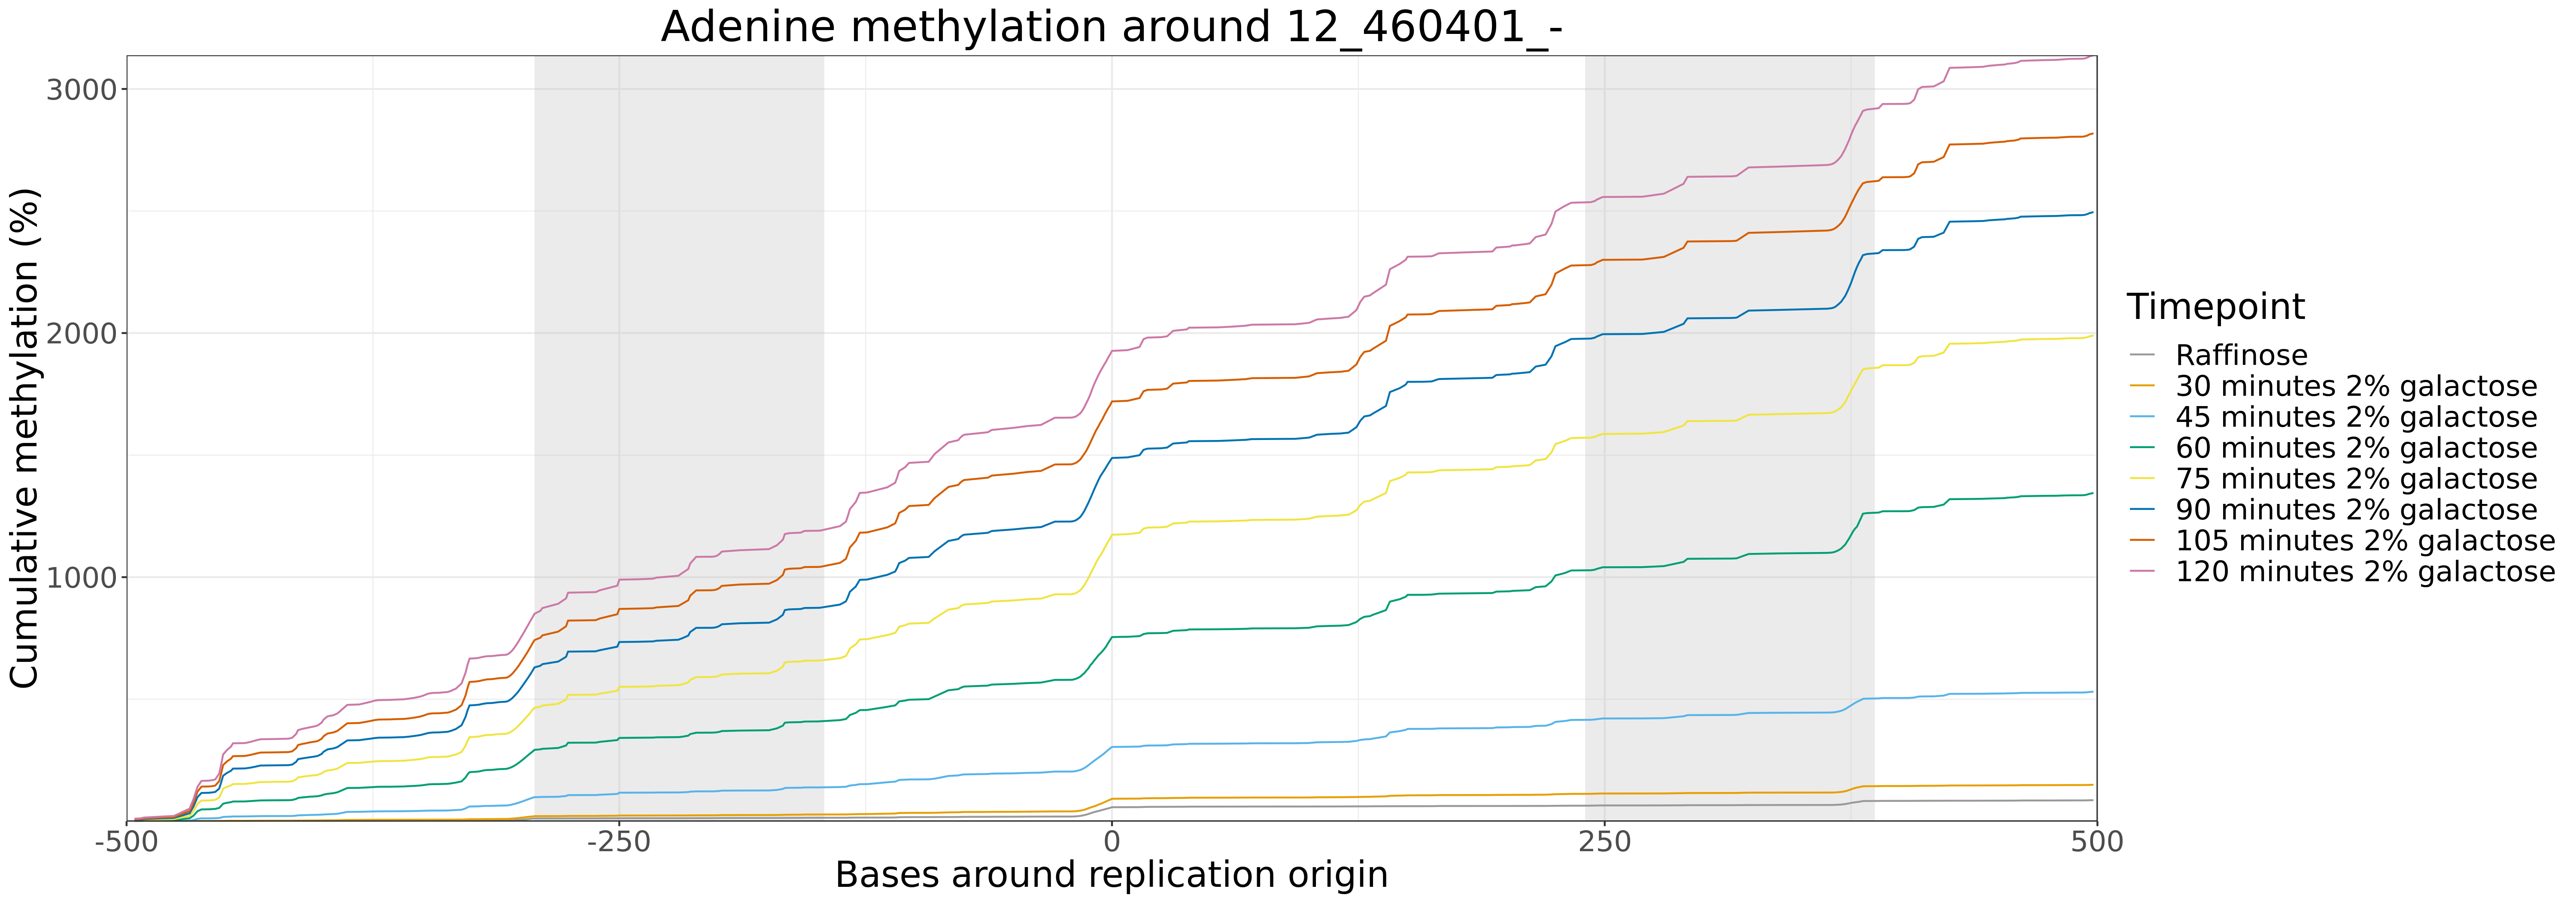 Adenine methylation around 12_460401_-
Cumulative methylation (%)
3000
2000
1000
-500
-250
0
250
500
Bases around replication origin
Timepoint
Raffinose
30 minutes 2% galactose
45 minutes 2% galactose
60 minutes 2% galactose
75 minutes 2% galactose
90 minutes 2% galactose
105 minutes 2% galactose
120 minutes 2% galactose